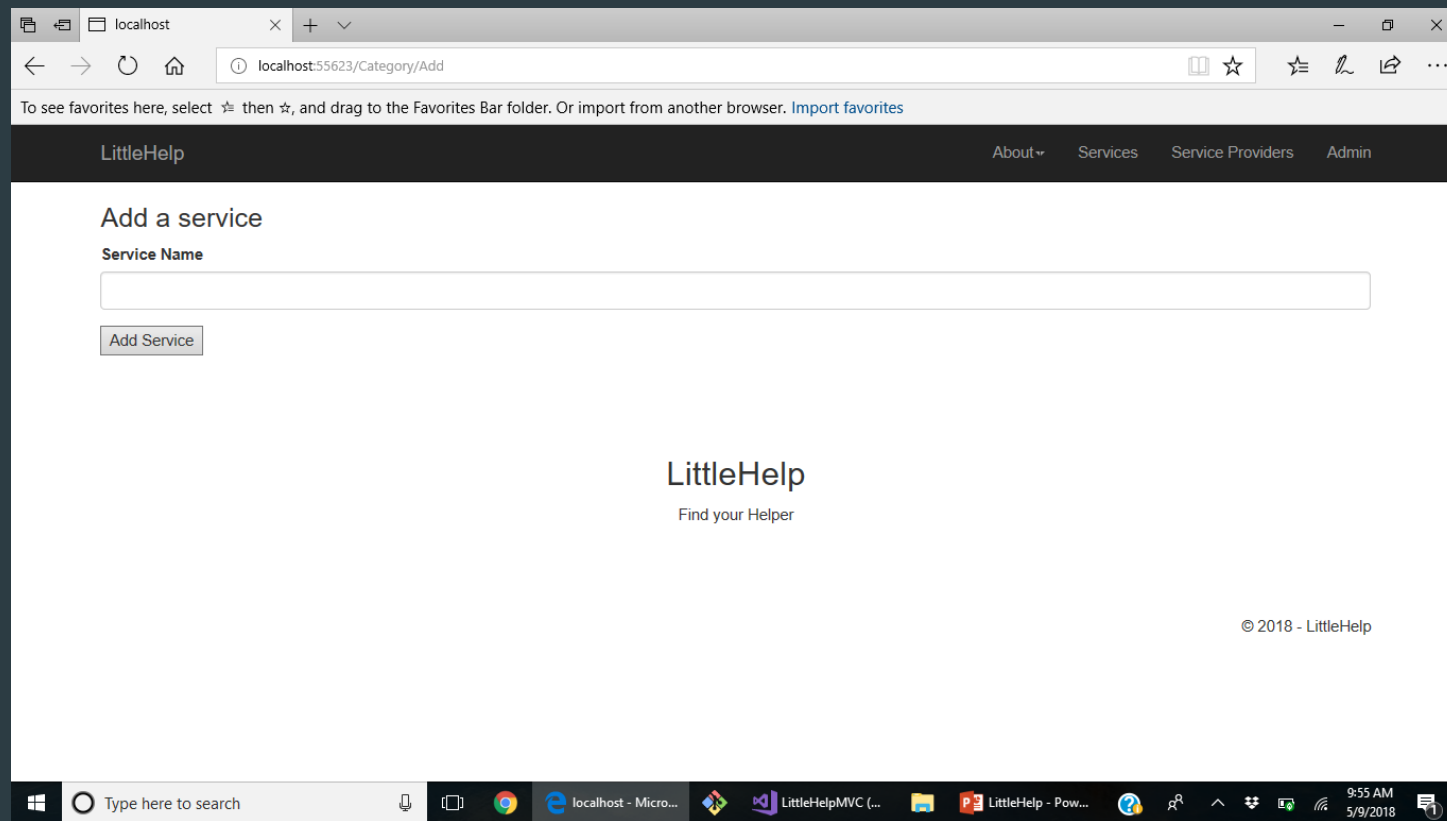 localhost
localhost:55623/Category/Add
To see favorites here, select then , and drag to the Favorites Bar folder. Or import from another browser. Import favorites
LittleHelp About Services Service Providers Admin
Add a service
Service Name
Add Service
LittleHelp
Find your Helper
© 2018 - LittleHelp
Type here to search localhost - Micro... LittleHelpMVC (... LittleHelp - Pow... 9:55 AM
5/9/2018
1